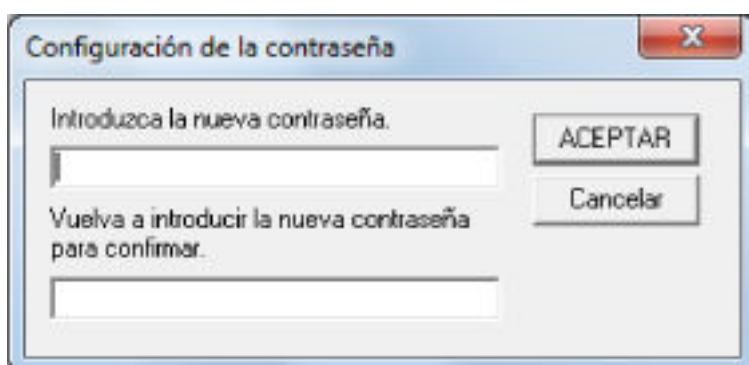 Configuración de la contraseña
Introduzca la nueva contraseña.
ACEPTAR
Cancelar
Vuelva a introducir la nueva contraseña
para confirmar.